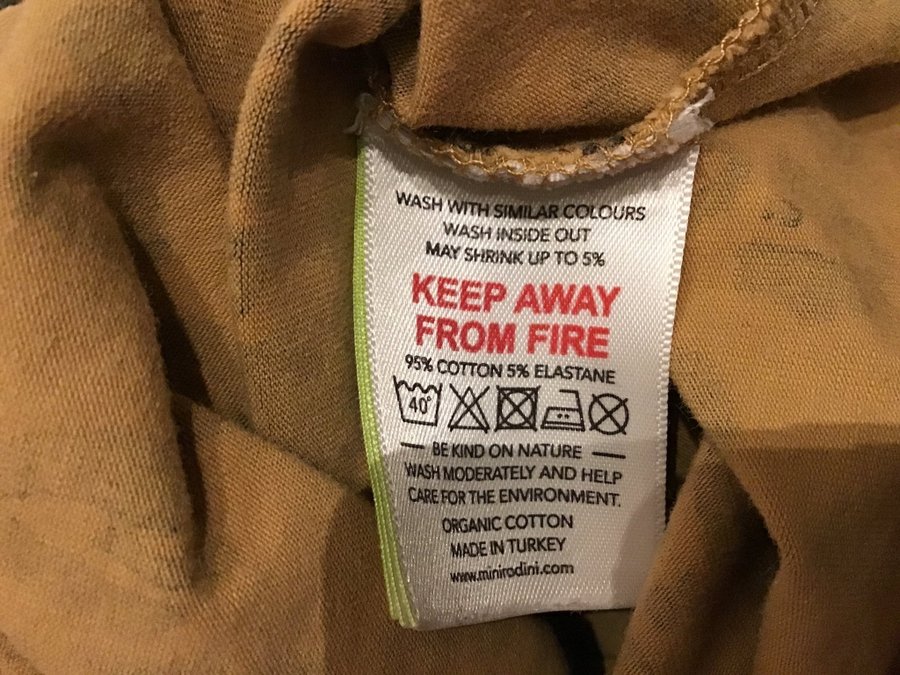 WASH WITH SIMILAR COLOURS
WASH INSIDE OUT
MAY SHRINK UP TO 5%
KEEP AWAY
FROM FIRE
95% COTTON 5% ELASTANE
40°
BE KIND ON NATURE
WASH MODERATELY AND HELP
CARE FOR THE ENVIRONMENT.
ORGANIC COTTON
MADE IN TURKEY
www.minirodini.com